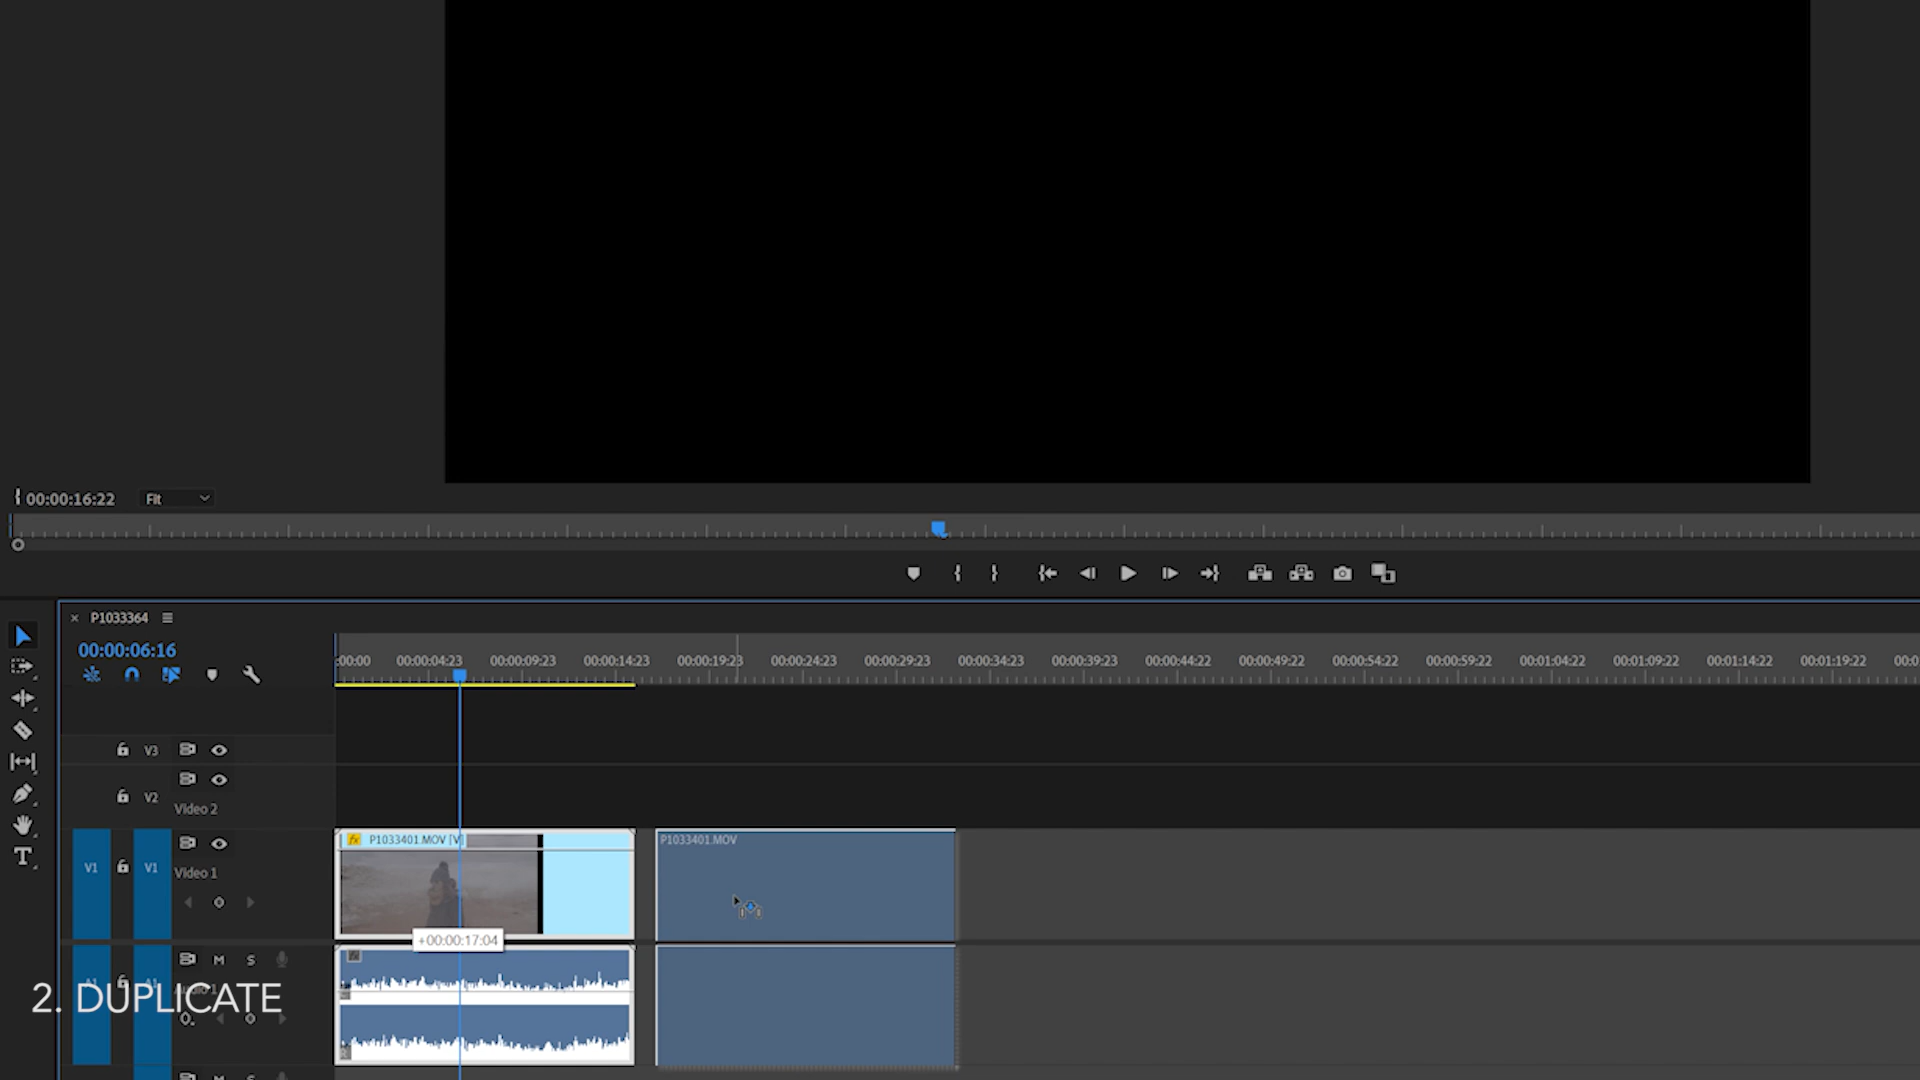 00:00:16:22 Fit
× P1033364
00:00:06:16
:00:00 00:00:04:23 00:00:09:23 00:00:14:23 00:00:19:23 00:00:24:23 00:00:29:23 00:00:34:23 00:00:39:23 00:00:44:22 00:00:49:22 00:00:54:22 00:00:59:22 00:01:04:22 00:01:09:22 00:01:14:22 00:01:19:22 00:0
V3
V2
Video 2
fx P1033401.MOV [V] P1033401.MOV
V1 V1
Video 1
T
+00:00:17:04
M S
2. DUPLICATE